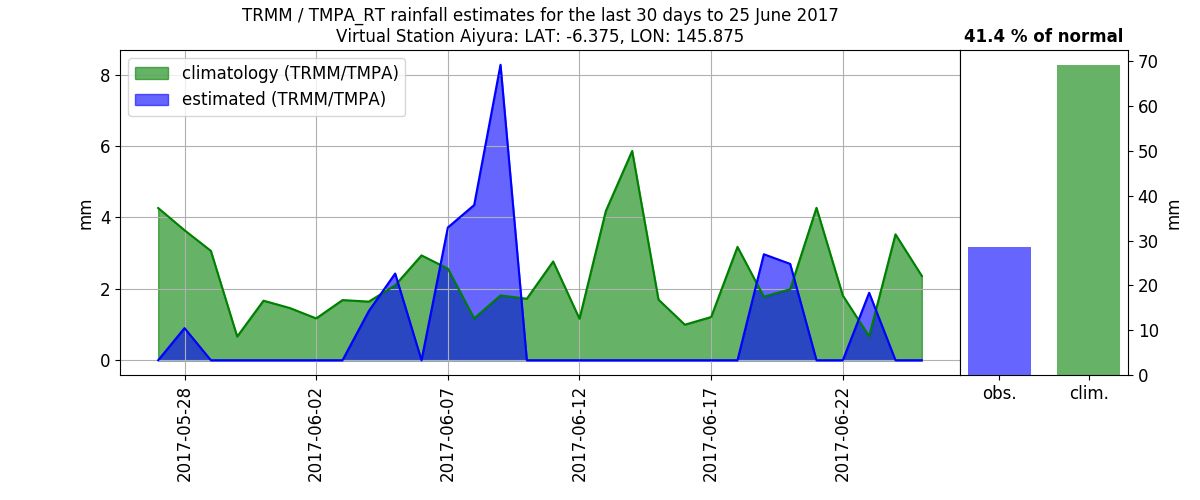 TRMM / TMPA_RT rainfall estimates for the last 30 days to 25 June 2017
Virtual Station Aiyura: LAT: -6.375, LON: 145.875
41.4 % of normal
climatology (TRMM/TMPA)
estimated (TRMM/TMPA)
mm
8
6
4
2
0
2017-05-28
2017-06-02
2017-06-07
2017-06-12
2017-06-17
2017-06-22
obs.
clim.
70
60
50
40
30
20
10
0
mm